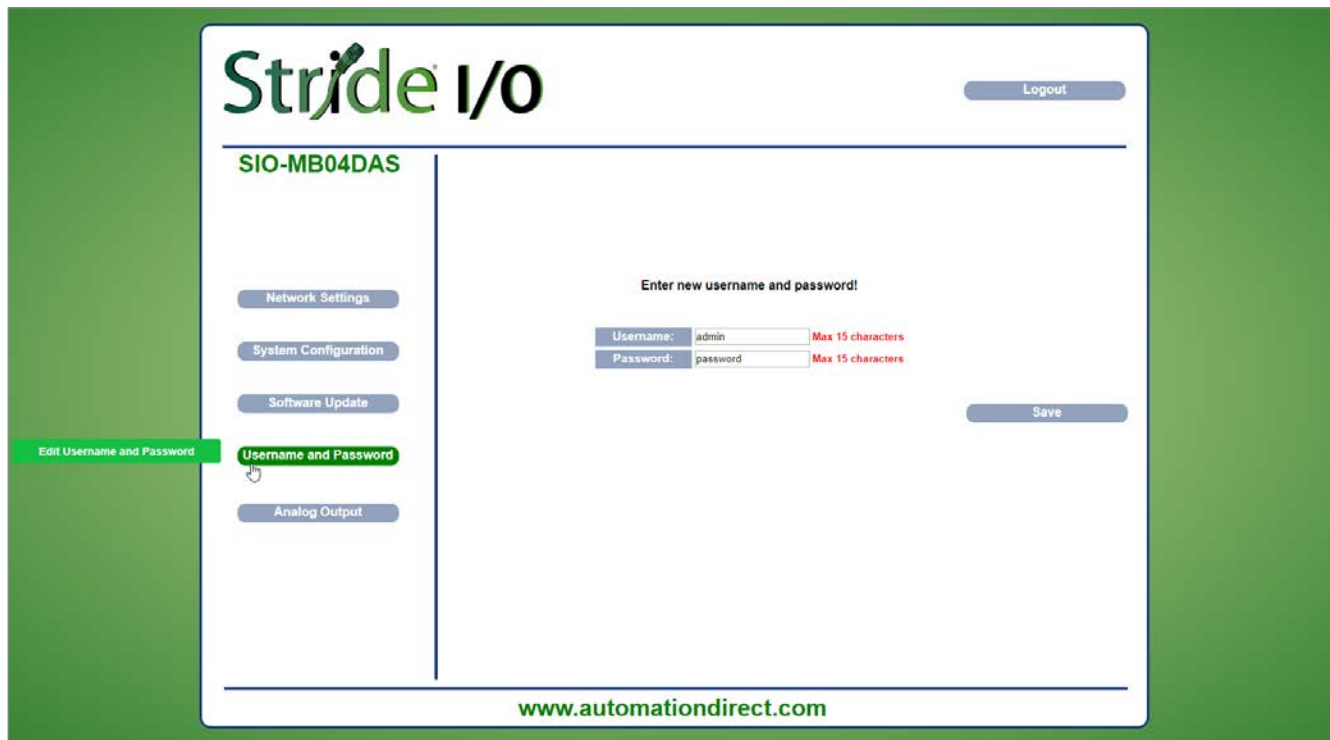 Stride® I/O
Logout
SIO-MB04DAS
Enter new username and password!
Network Settings
Username: admin Max 15 characters
System Configuration
Password: password Max 15 characters
Software Update
Save
Edit Username and Password
Username and Password
Analog Output
www.automationdirect.com